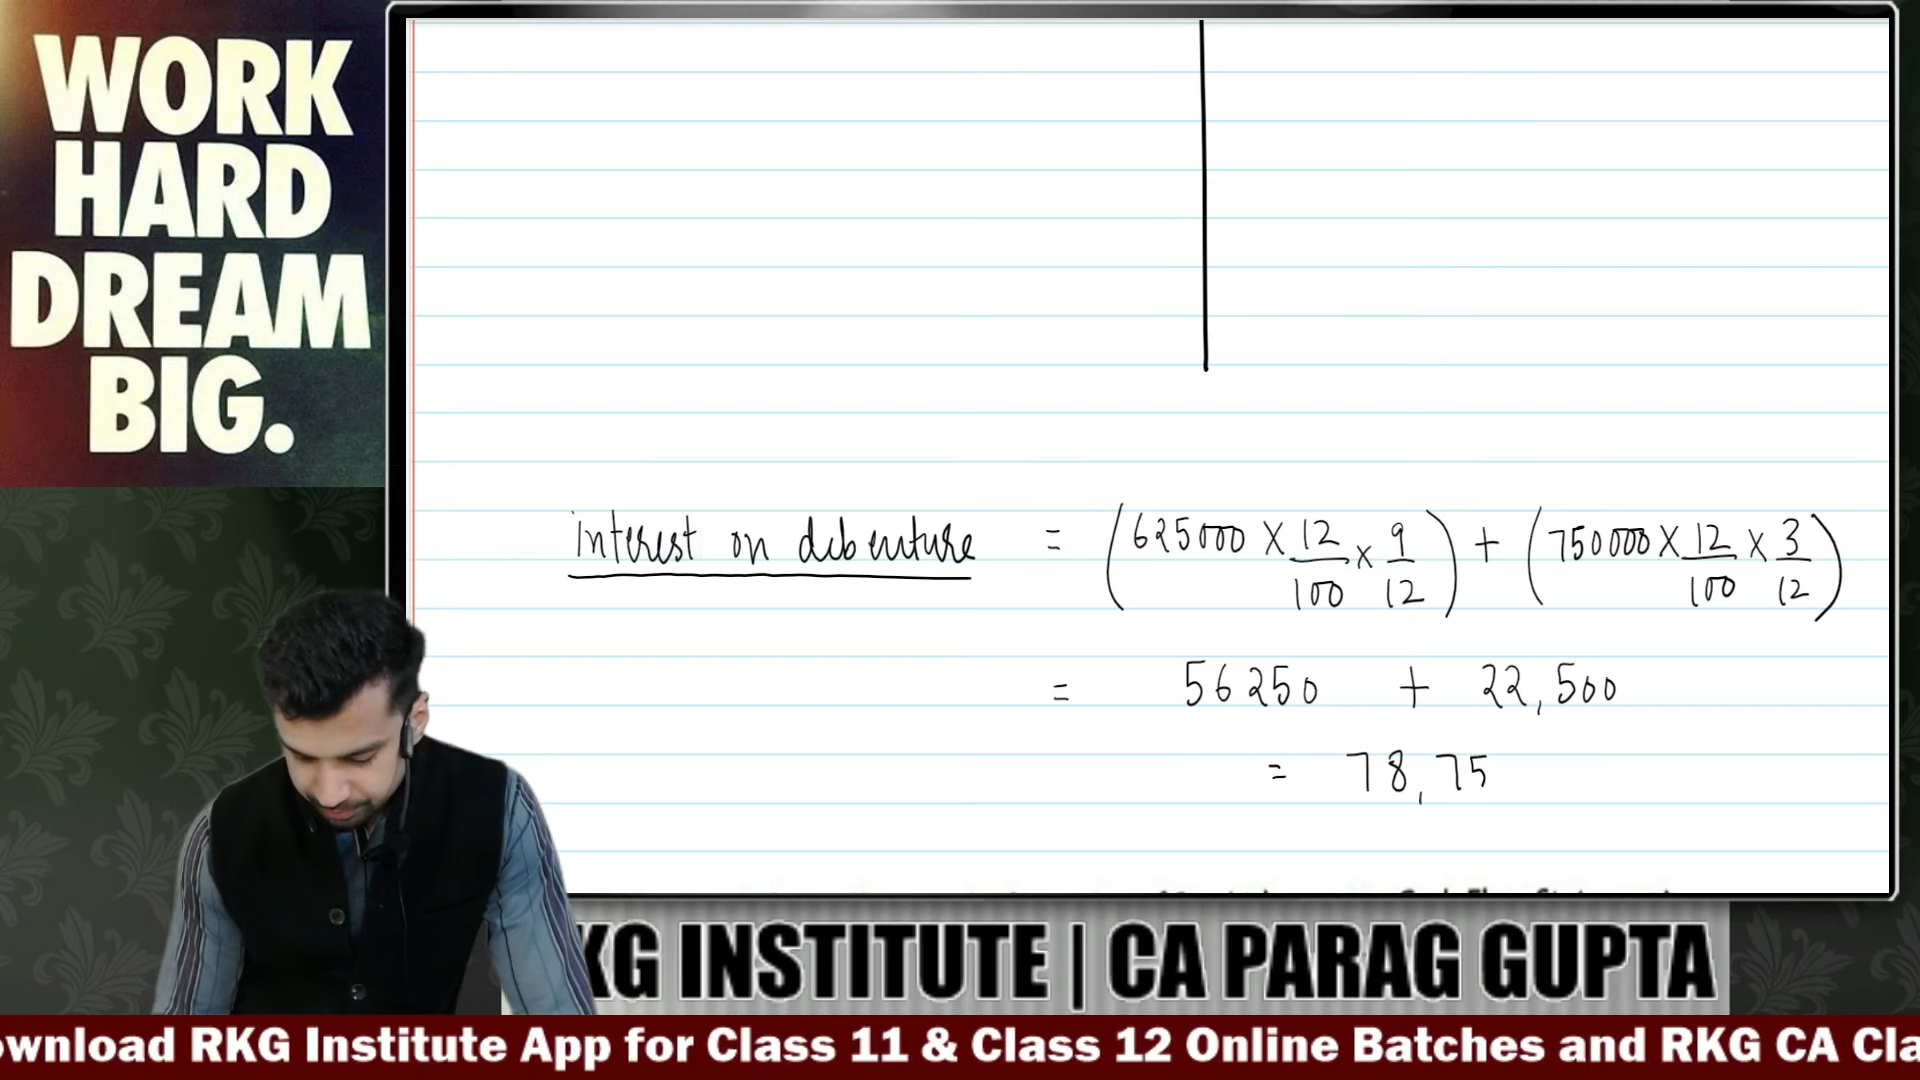 WORK
HARD
DREAM
BIG.
interest on debenture = (625000 X 12/100 x 9/12) + (750000 X 12/100 X 3/12)
= 56250 + 22,500
= 78,75
KG INSTITUTE | CA PARAG GUPTA
ownload RKG Institute App for Class 11 & Class 12 Online Batches and RKG CA Cla